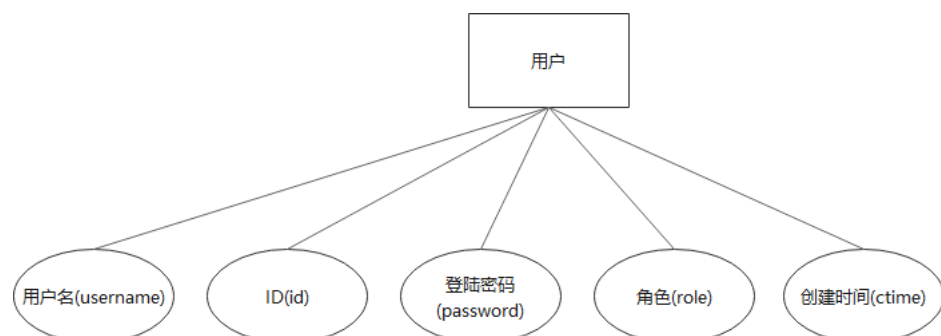 用户
用户名(username)
ID(id)
登陆密码
(password)
角色(role)
创建时间(ctime)